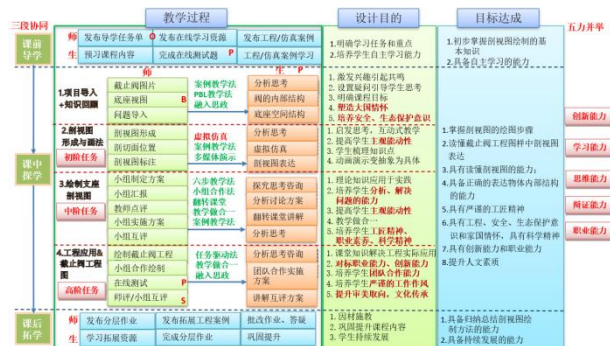 三段协同
教学过程
设计目的
目标达成
五力并举
课前
导学
师
发布导学任务单
O
发布在线学习资源
发布工程/仿真案例
生
预习课程内容
完成在线测试题
P
工程/仿真案例学习
1.明确学习任务和重点
2.培养学生自主学习能力
1.初步掌握剖视图绘制的基
本知识
2.具备自主学习的能力
课中
探学
师
生
P
1.项目导入
+知识回顾
截止阀图片
底座视图
B
问题导入
案例教学法
PBL教学法
融入思政
分析思考
阀的内部结构
底座空间结构
1.激发兴趣引起共鸣
2.设置疑问引导学生思考
3.明确课程目标
4.塑造大国情怀
5.培养安全、生态保护意识
2.剖视图
形成与画法
初阶任务
剖视图形成
剖切面位置
剖视图标注
虚拟仿真
案例教学法
多媒体演示
分析思考
虚拟仿真
剖视图表达
1.启发思考，互动式教学
2.提高学生主观能动性
3.学生梳理知识点
4.动画演示变抽象为具体
3.绘制支座
剖视图
中阶任务
小组制定方案
小组汇报
教师点评
小组实施方案
小组互评
六步教学法
小组合作法
翻转课堂
教学做合一
案例教学法
探究思考咨询
分析讨论方案
翻转课堂讲解
分析思考
1.理论知识应用于实践
2.培养学生分析、解决
问题的能力
3.提高学生主观能动性
4.教学做合一
5.培养学生工匠精神、
职业素养、科学精神
4.工程应用&
截止阀工程
图
高阶任务
绘制截止阀工程
小组合作绘制
在线测试
P
师评/小组互评
S
任务驱动法
教学做合一
融入思政
分析思考咨询
团队合作实施
方案
讲解互评方案
1.课堂知识解决工程实际应用
2.对标职业能力、创新能力
3.培养学生团队合作能力
4.培养学生严谨的工作作风
5.提升审美取向，文化传承
1.掌握剖视图的绘图步骤
2.读懂截止阀工程图样中剖视图
表达
3.具有读懂剖视图的能力；
4.具备正确的表达物体内部结构
的能力
5.具有严谨的工匠精神
6.具有工程、安全、生态保护意
识和家国情怀，具有科学精神
7.具有创新能力和职业能力
8.提升人文素质
创新能力
学习能力
思维能力
辩证能力
职业能力
课后
拓学
师
发布分层作业
发布拓展工程案例
批改作业、答疑
生
学习拓展资源
完成分层作业
巩固提升
1.因材施教
2.巩固提升课堂教学内容
3.学生持续发展
1.具备归纳总结剖视图绘
制方法的能力
2.具备持续发展的能力